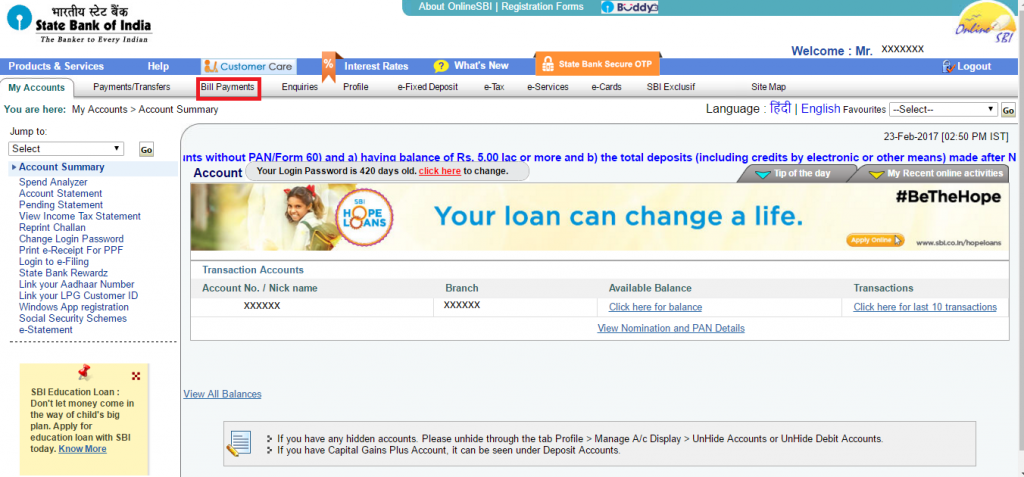 About OnlineSBI | Registration Forms Buddy
भारतीय स्टेट बैंक
State Bank of India
The Banker to Every Indian
Online SBI
Welcome : Mr. XXXXXXX
Products & Services Help Customer Care % Interest Rates ? What's New State Bank Secure OTP Logout
My Accounts Payments/Transfers Bill Payments Enquiries Profile e-Fixed Deposit e-Tax e-Services e-Cards SBI Exclusif Site Map
You are here: My Accounts > Account Summary Language : हिंदी | English Favourites --Select-- Go
Jump to:
Select Go
23-Feb-2017 [02:50 PM IST]
unts without PAN/Form 60) and a) having balance of Rs. 5.00 lac or more and b) the total deposits (including credits by electronic or other means) made after N
Account Your Login Password is 420 days old. click here to change. Tip of the day My Recent online activities
Account Summary
Spend Analyzer
Account Statement
Pending Statement
View Income Tax Statement
Reprint Challan
Change Login Password
Print e-Receipt For PPF
Login to e-Filing
State Bank Rewardz
Link your Aadhaar Number
Link your LPG Customer ID
Windows App registration
Social Security Schemes
e-Statement
SBI
HOPE
LOANS
Your loan can change a life.
#BeTheHope
Apply Online
www.sbi.co.in/hopeloans
Transaction Accounts
Account No. / Nick name Branch Available Balance Transactions
XXXXXX XXXXXX Click here for balance Click here for last 10 transactions
View Nomination and PAN Details
SBI Education Loan :
Don't let money come in
the way of child's big
plan. Apply for
education loan with SBI
today. Know More
View All Balances
If you have any hidden accounts. Please unhide through the tab Profile > Manage A/c Display > UnHide Accounts or UnHide Debit Accounts.
If you have Capital Gains Plus Account, it can be seen under Deposit Accounts.